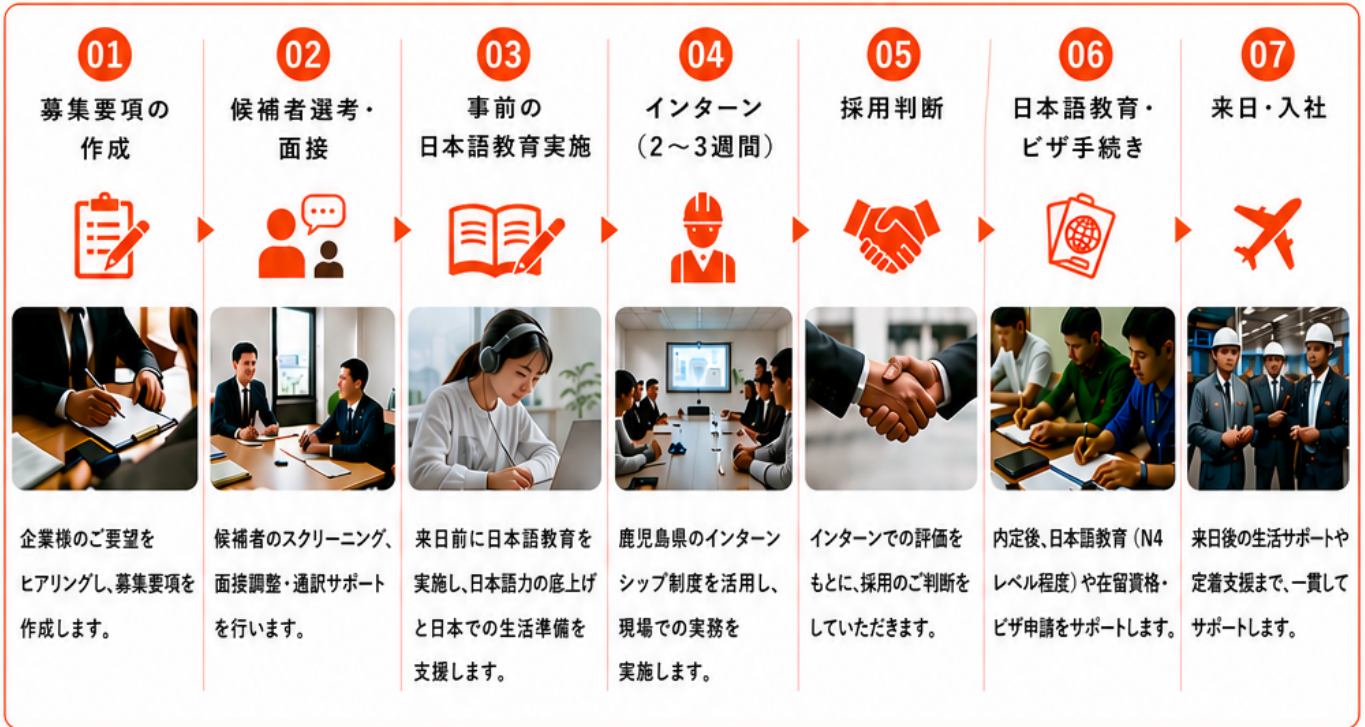 01
募集要項の
作成
企業様のご要望を
ヒアリングし、募集要項を
作成します。
02
候補者選考・
面接
候補者のスクリーニング、
面接調整・通訳サポート
を行います。
03
事前の
日本語教育実施
来日前に日本語教育を
実施し、日本語力の底上げ
と日本での生活準備を
支援します。
04
インターン
（2〜3週間）
鹿児島県のインターン
シップ制度を活用し、
現場での実務を
実施します。
05
採用判断
インターンでの評価を
もとに、採用のご判断を
していただきます。
06
日本語教育・
ビザ手続き
内定後、日本語教育（N4
レベル程度）や在留資格・
ビザ申請をサポートします。
07
来日・入社
来日後の生活サポートや
定着支援まで、一貫して
サポートします。